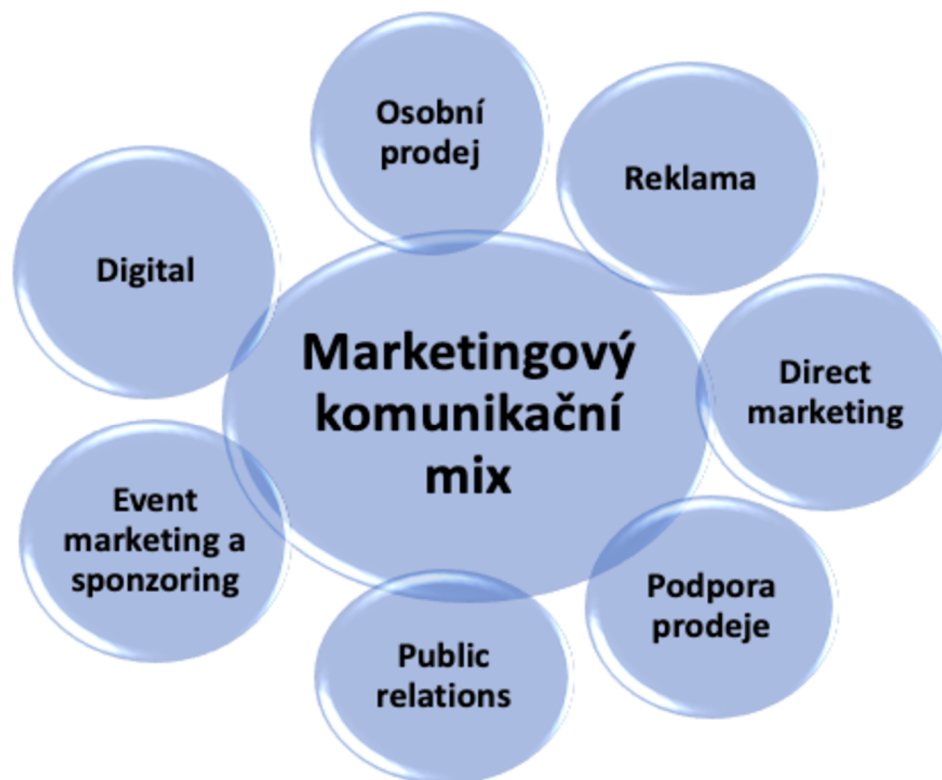 Osobní
prodej
Reklama
Direct
marketing
Podpora
prodeje
Public
relations
Event
marketing a
sponzoring
Digital
Marketingový
komunikační
mix